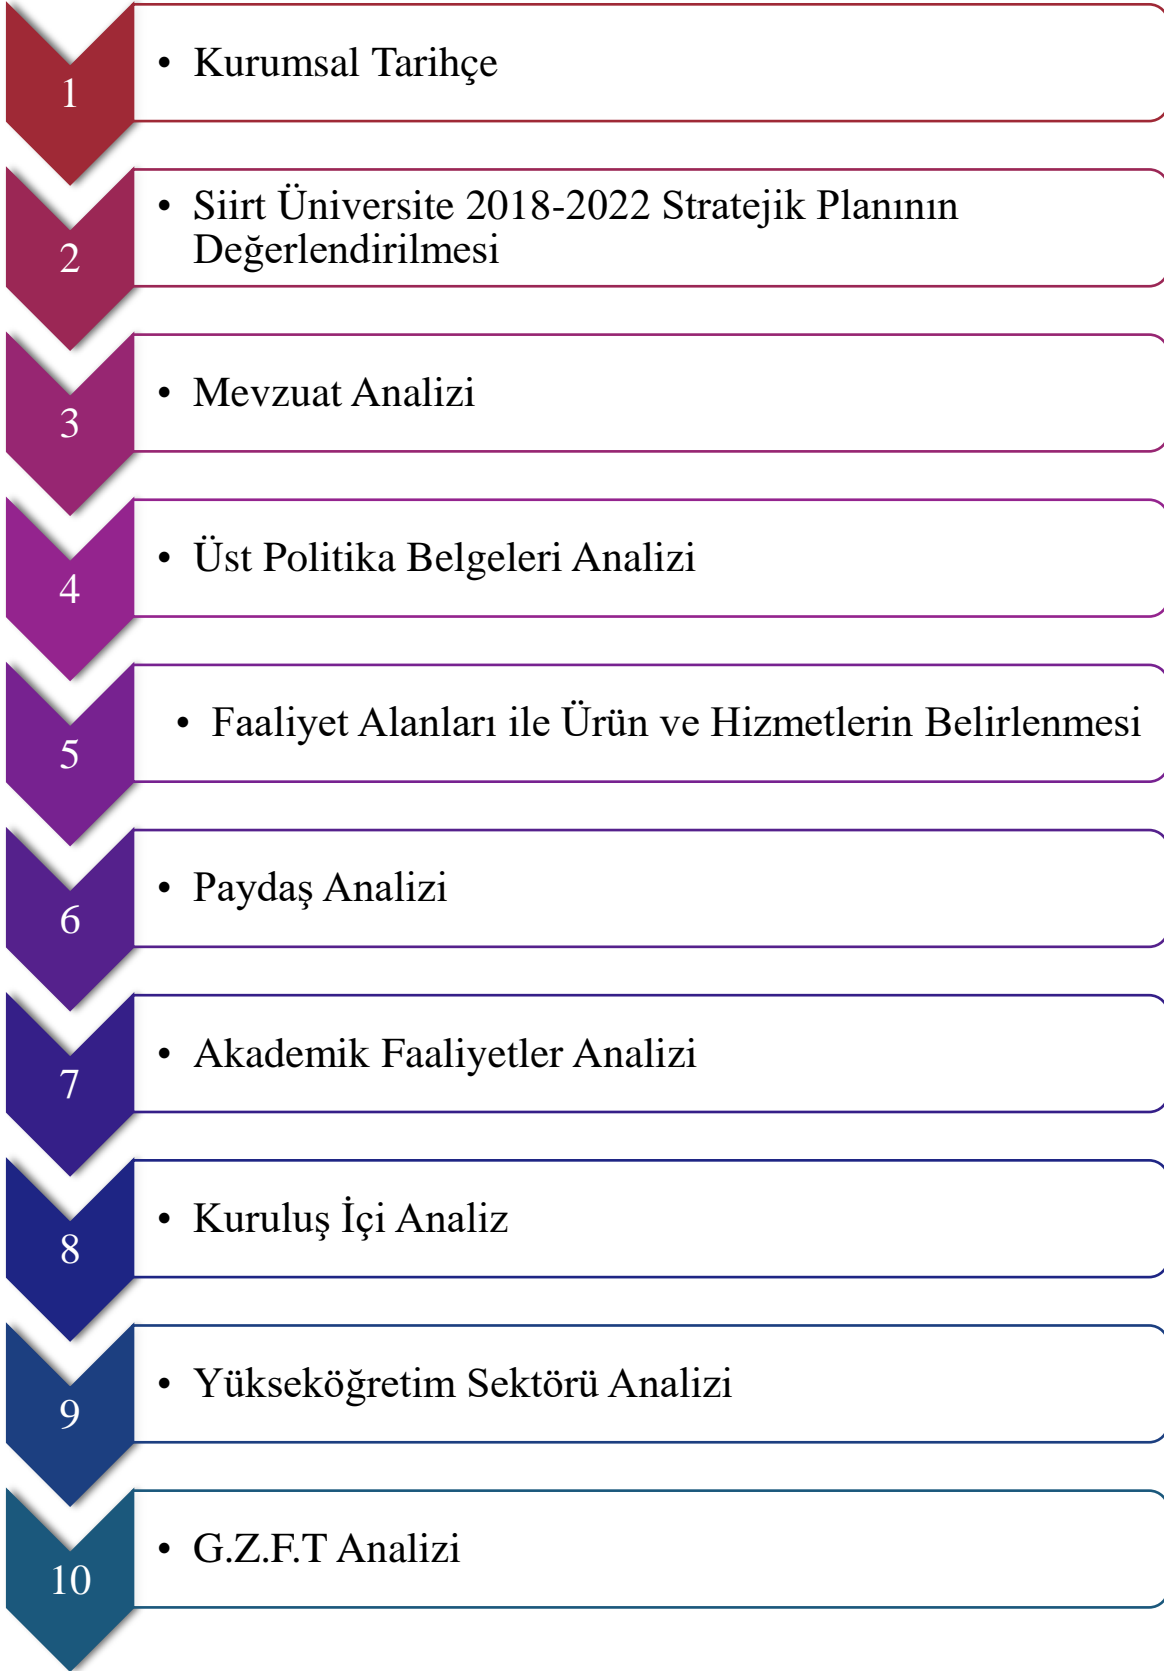 1
• Kurumsal Tarihçe
2
• Siirt Üniversite 2018-2022 Stratejik Planının
Değerlendirilmesi
3
• Mevzuat Analizi
4
• Üst Politika Belgeleri Analizi
5
• Faaliyet Alanları ile Ürün ve Hizmetlerin Belirlenmesi
6
• Paydaş Analizi
7
• Akademik Faaliyetler Analizi
8
• Kuruluş İçi Analiz
9
• Yükseköğretim Sektörü Analizi
10
• G.Z.F.T Analizi